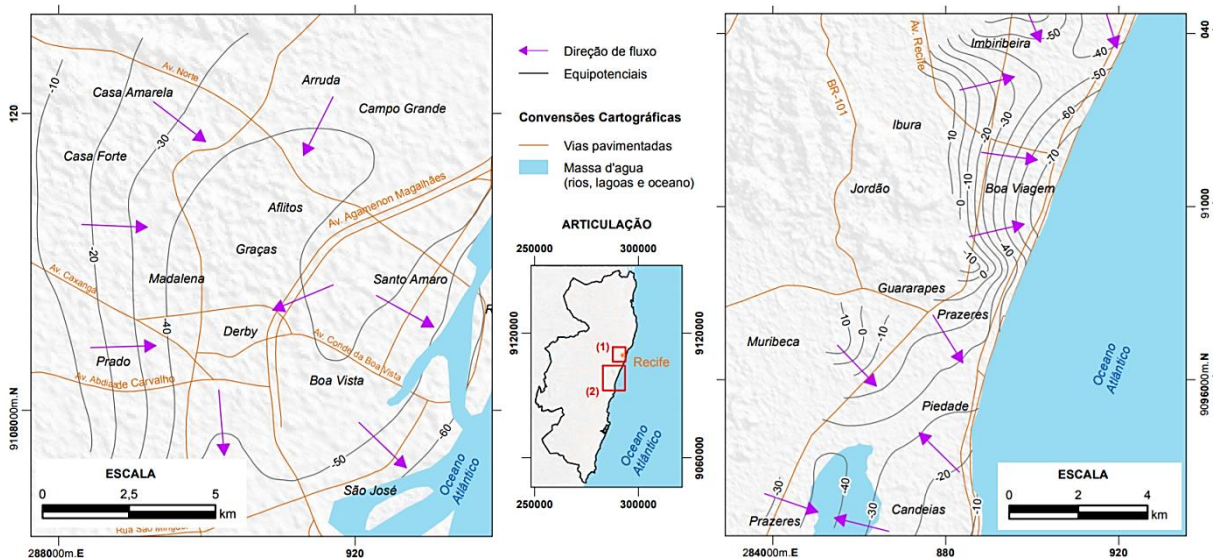 Av. Norte
Arruda
Casa Amarela
Campo Grande
-10
-30
120
Casa Forte
Aflitos
Av. Agamenon Magalhães
Graças
-20
Madalena
Santo Amaro
Av. Caxangá
R
Derby
-40
Prado
Av. Conde da Boa Vista
Av. Abdias de Carvalho
Boa Vista
9108000m.N
-60
-50
ESCALA
0 2,5 5
km
São José
Oceano
Atlântico
288000m.E
920
Direção de fluxo
Equipotenciais
Convenções Cartográficas
Vias pavimentadas
Massa d'agua
(rios, lagoas e oceano)
ARTICULAÇÃO
250000 300000
9120000
9120000
(1)
Recife
(2)
Oceano
Atlântico
9060000
9060000
040
040
-50
Imbiribeira
-40
Av. Recife
-50
BR-101
-60
-30
-20
Ibura
10
-70
Jordão
Boa Viagem
-10
0
91000
91000
-40
-10
0
Guararapes
Prazeres
10
0
-10
Muribeca
Oceano
Atlântico
9096000m.N
9096000m.N
Piedade
-20
-30
-40
-30
Candeias
-10
Prazeres
ESCALA
0 2 4
km
284000m.E
880
920